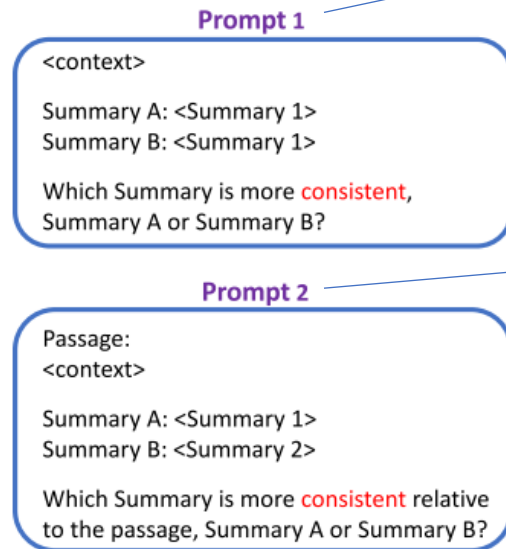 Prompt 1
<context>
Summary A: <Summary 1>
Summary B: <Summary 1>
Which Summary is more consistent,
Summary A or Summary B?
Prompt 2
Passage:
<context>
Summary A: <Summary 1>
Summary B: <Summary 2>
Which Summary is more consistent relative
to the passage, Summary A or Summary B?